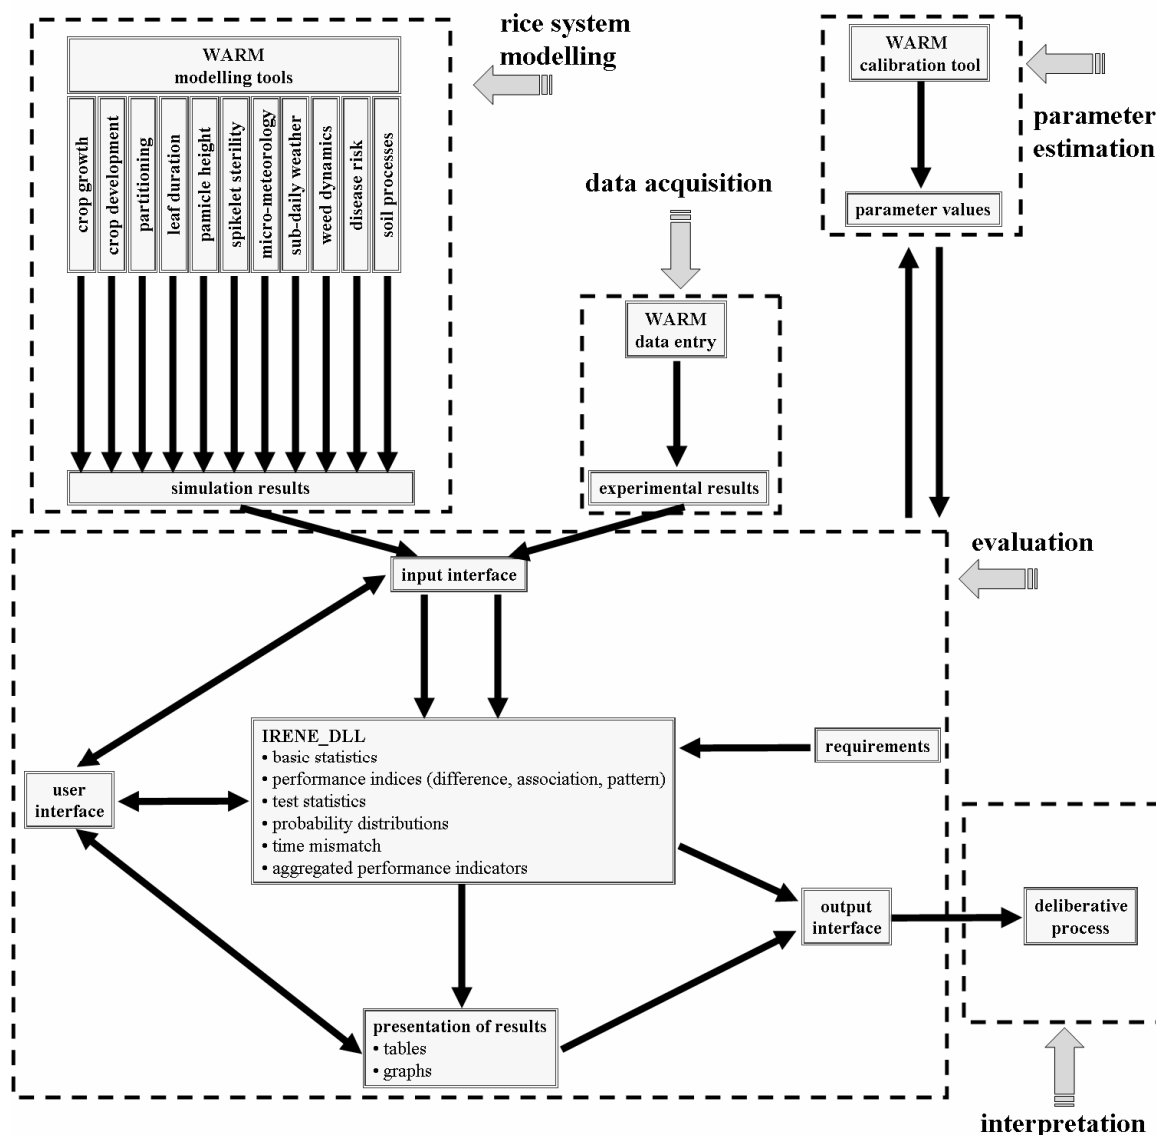 rice system
modelling
WARM
modelling tools
crop growth
crop development
partitioning
leaf duration
pamicle height
spikelet sterility
micro-meteorology
sub-daily weather
weed dynamics
disease risk
soil processes
simulation results
data acquisition
WARM
data entry
experimental results
WARM
calibration tool
parameter
estimation
parameter values
evaluation
input interface
IRENE_DLL
• basic statistics
• performance indices (difference, association, pattern)
• test statistics
• probability distributions
• time mismatch
• aggregated performance indicators
requirements
user
interface
output
interface
deliberative
process
presentation of results
• tables
• graphs
interpretation